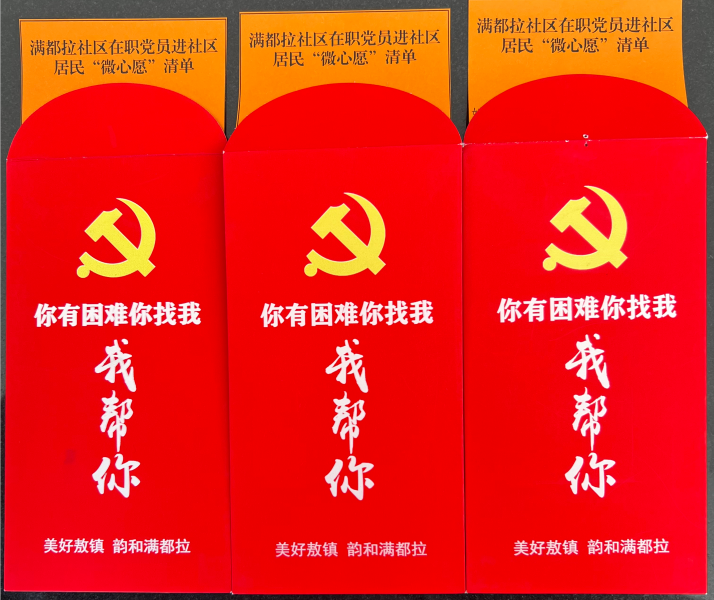 满都拉社区在职党员进社区
居民“微心愿”清单
你有困难你找我
我
帮
你
美好敖镇 韵和满都拉
满都拉社区在职党员进社区
居民“微心愿”清单
你有困难你找我
我
帮
你
美好敖镇 韵和满都拉
满都拉社区在职党员进社区
居民“微心愿”清单
你有困难你找我
我
帮
你
美好敖镇 韵和满都拉